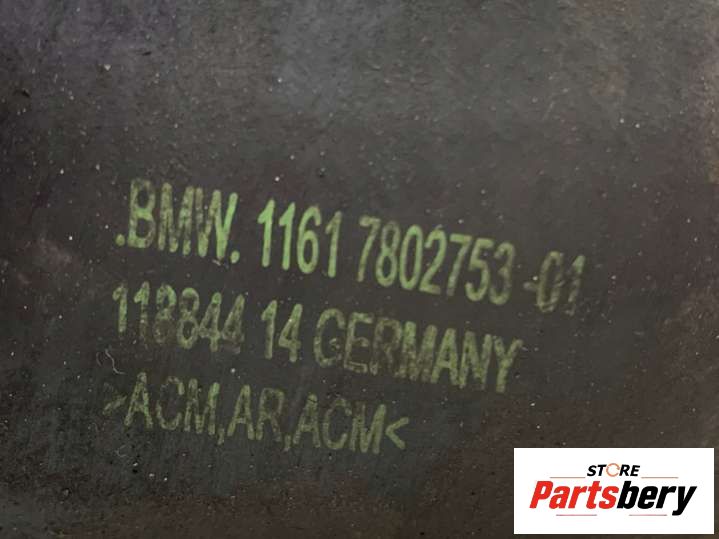 .BMW. 1161 7802753-01
118844 14 GERMANY
>ACM,AR,ACM<
STORE
Partsbery